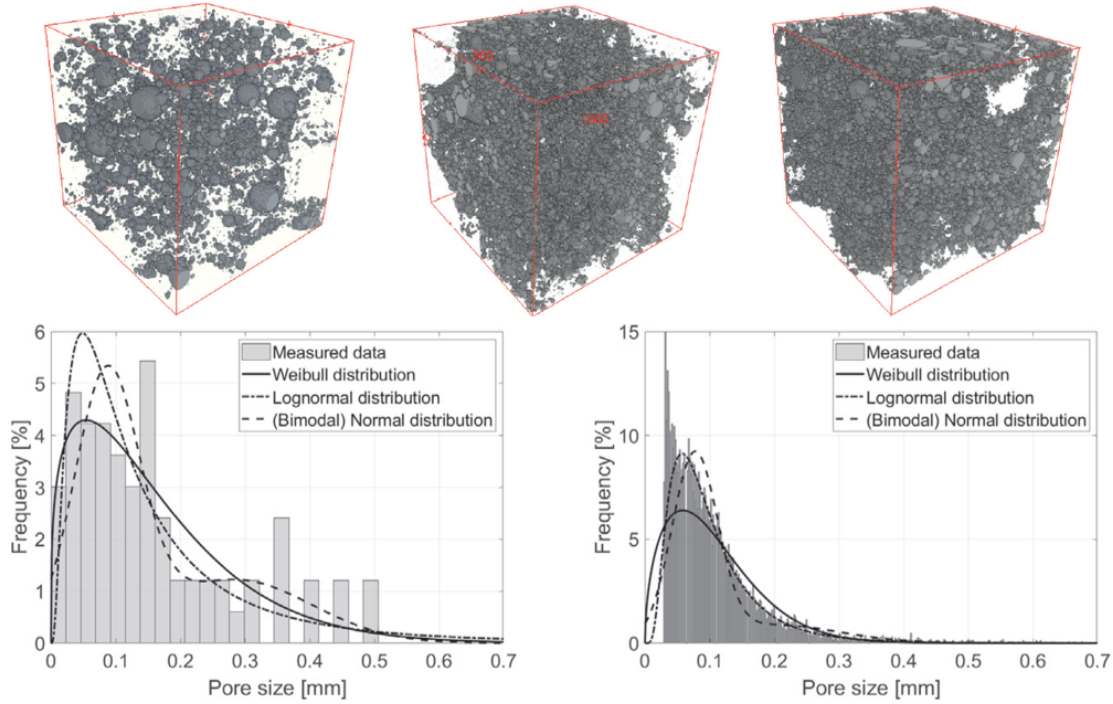 1000
6
5
4
3
2
1
0
0
0.1
0.2
0.3
0.4
0.5
0.6
0.7
Frequency [%]
Pore size [mm]
Measured data
Weibull distribution
Lognormal distribution
(Bimodal) Normal distribution
15
10
5
0
0
0.1
0.2
0.3
0.4
0.5
0.6
0.7
Frequency [%]
Pore size [mm]
Measured data
Weibull distribution
Lognormal distribution
(Bimodal) Normal distribution